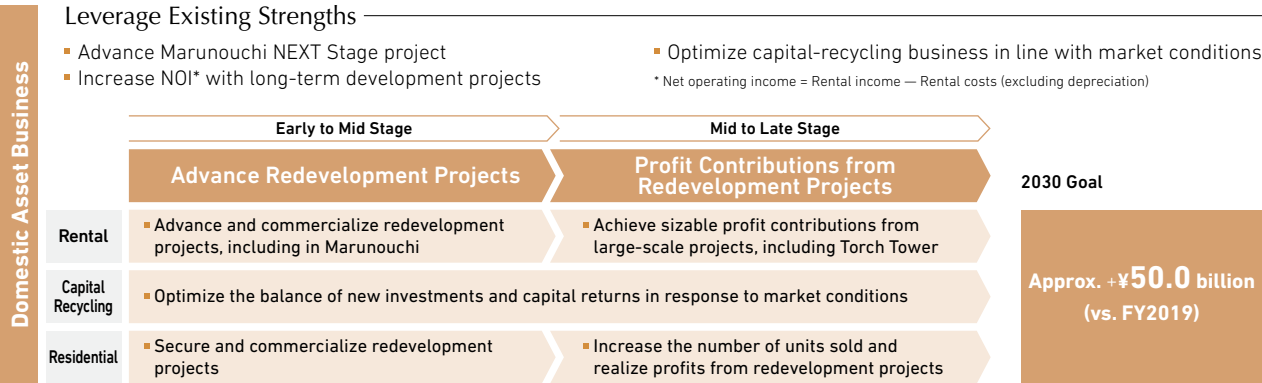 Domestic Asset Business
Leverage Existing Strengths
▪ Advance Marunouchi NEXT Stage project
▪ Increase NOI* with long-term development projects
▪ Optimize capital-recycling business in line with market conditions
* Net operating income = Rental income — Rental costs (excluding depreciation)
Early to Mid Stage
Mid to Late Stage
Advance Redevelopment Projects
Profit Contributions from
Redevelopment Projects
2030 Goal
Rental
▪ Advance and commercialize redevelopment
projects, including in Marunouchi
▪ Achieve sizable profit contributions from
large-scale projects, including Torch Tower
Capital
Recycling
▪ Optimize the balance of new investments and capital returns in response to market conditions
Residential
▪ Secure and commercialize redevelopment
projects
▪ Increase the number of units sold and
realize profits from redevelopment projects
Approx. +¥50.0 billion
(vs. FY2019)